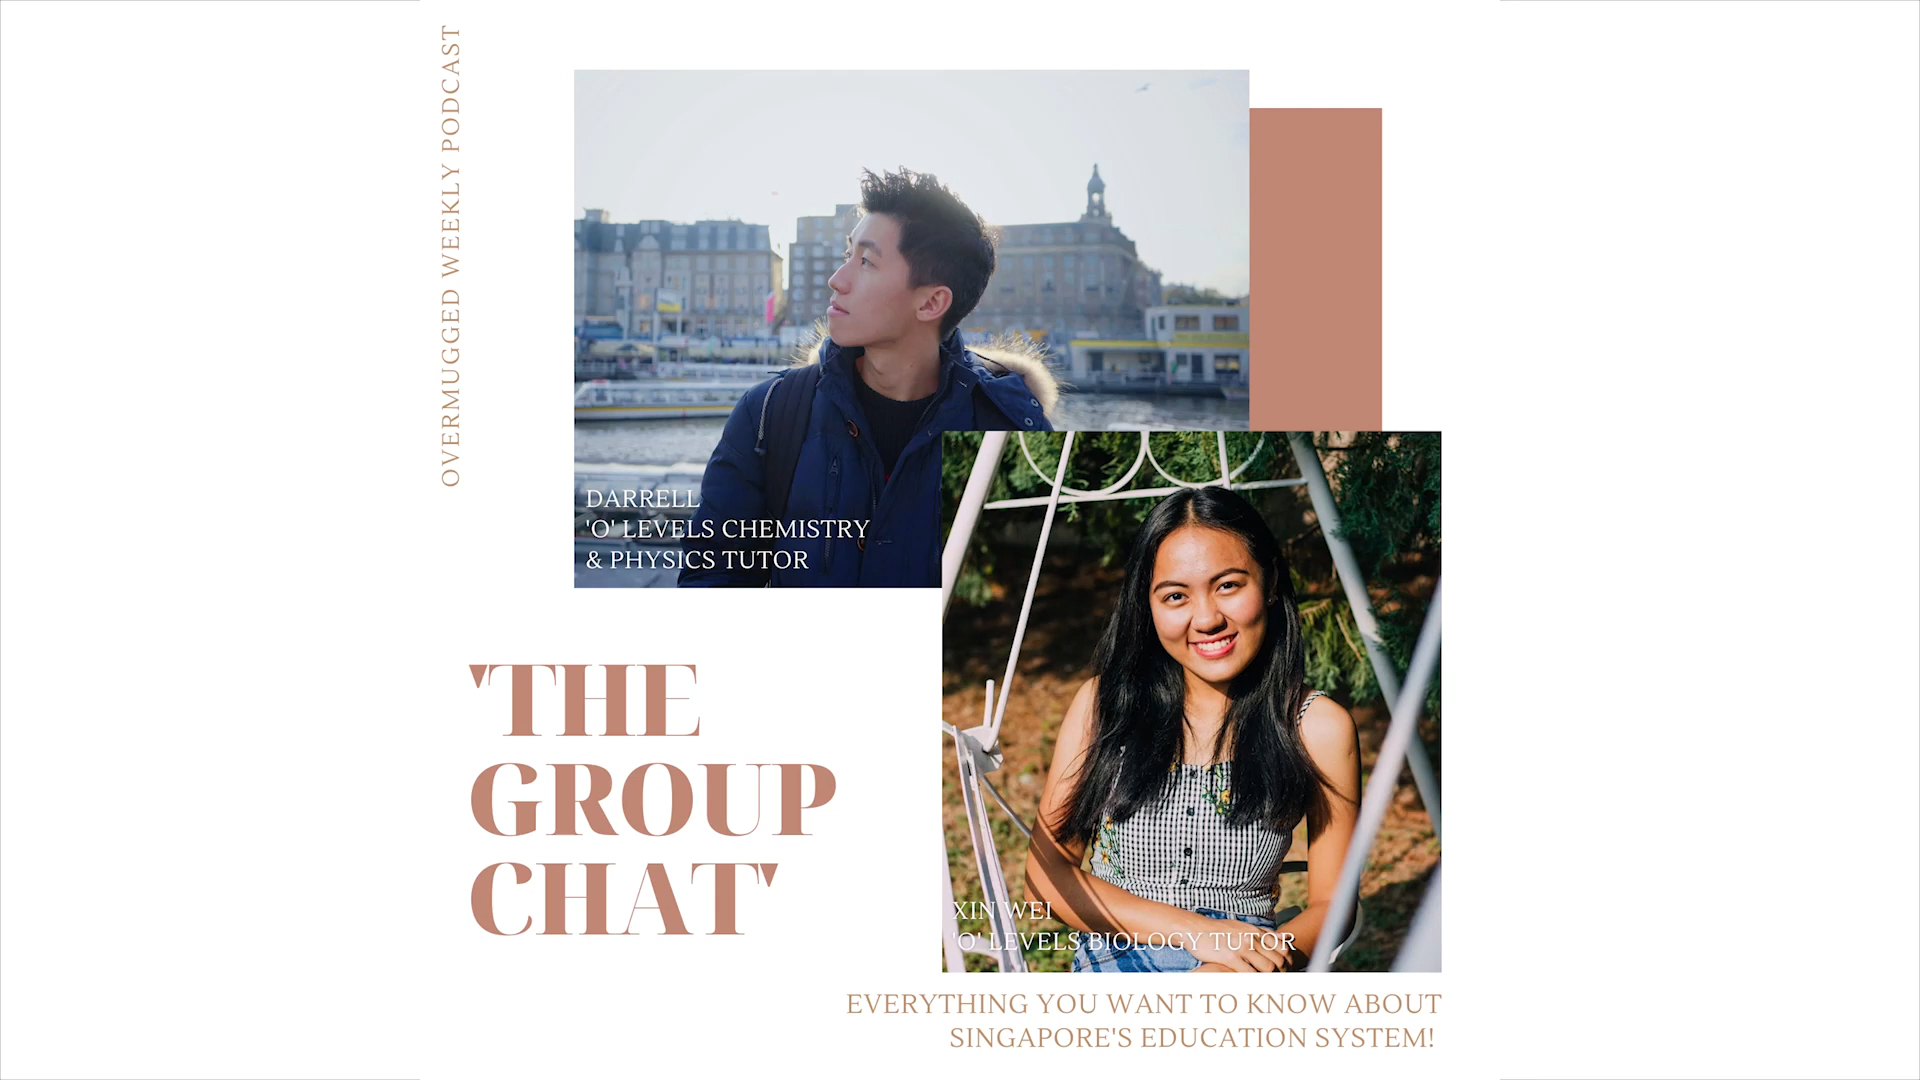 OVERMUGGED WEEKLY PODCAST
DARRELL
'O' LEVELS CHEMISTRY
& PHYSICS TUTOR
'THE
GROUP
CHAT'
XIN WEI
'O' LEVELS BIOLOGY TUTOR
EVERYTHING YOU WANT TO KNOW ABOUT
SINGAPORE'S EDUCATION SYSTEM!